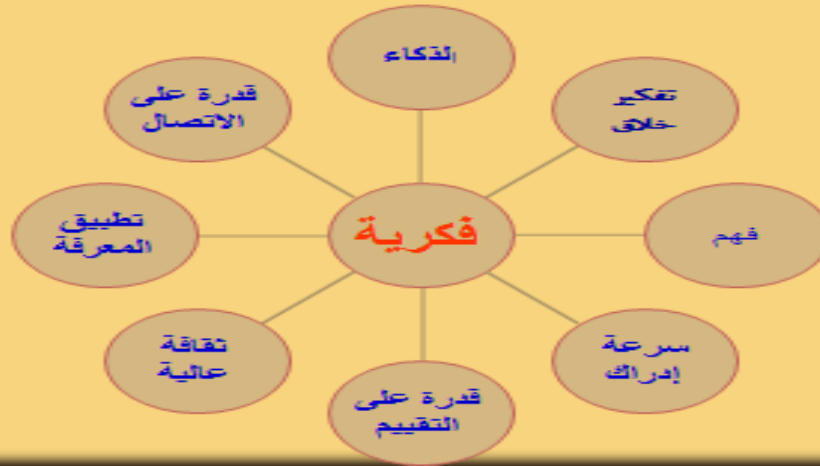 الذكاء
تفكير
خلاق
قدرة على
الاتصال
فكرية
فهم
تطبيق
المعرفة
سرعة
إدراك
ثقافة
عالية
قدرة على
التقييم